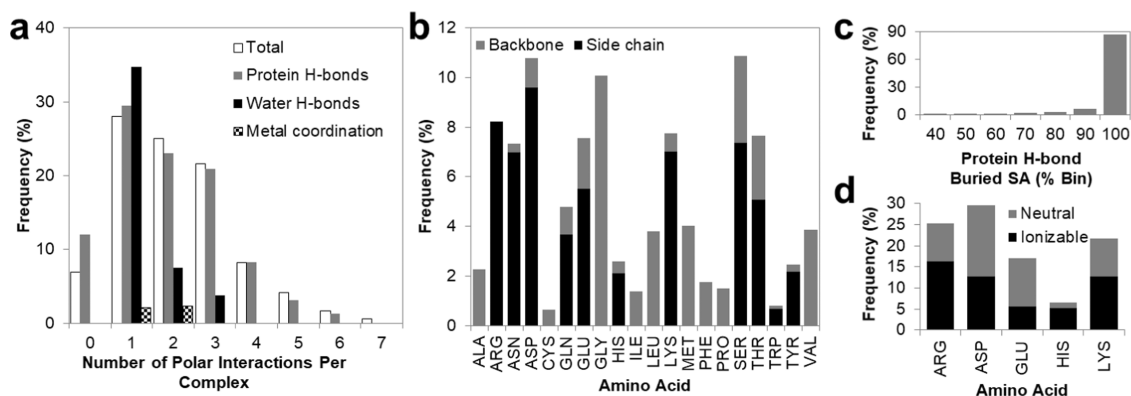 a
40
30
20
10
0
Frequency (%)
Total
Protein H-bonds
Water H-bonds
Metal coordination
0 1 2 3 4 5 6 7
Number of Polar Interactions Per
Complex
b
12
10
8
6
4
2
0
Frequency (%)
Backbone Side chain
ALA ARG ASN ASP CYS GLN GLU GLY HIS ILE LEU LYS MET PHE PRO SER THR TRP TYR VAL
Amino Acid
c
90
60
30
0
Frequency (%)
40 50 60 70 80 90 100
Protein H-bond
Buried SA (% Bin)
d
30
25
20
15
10
5
0
Frequency (%)
Neutral
Ionizable
ARG ASP GLU HIS LYS
Amino Acid